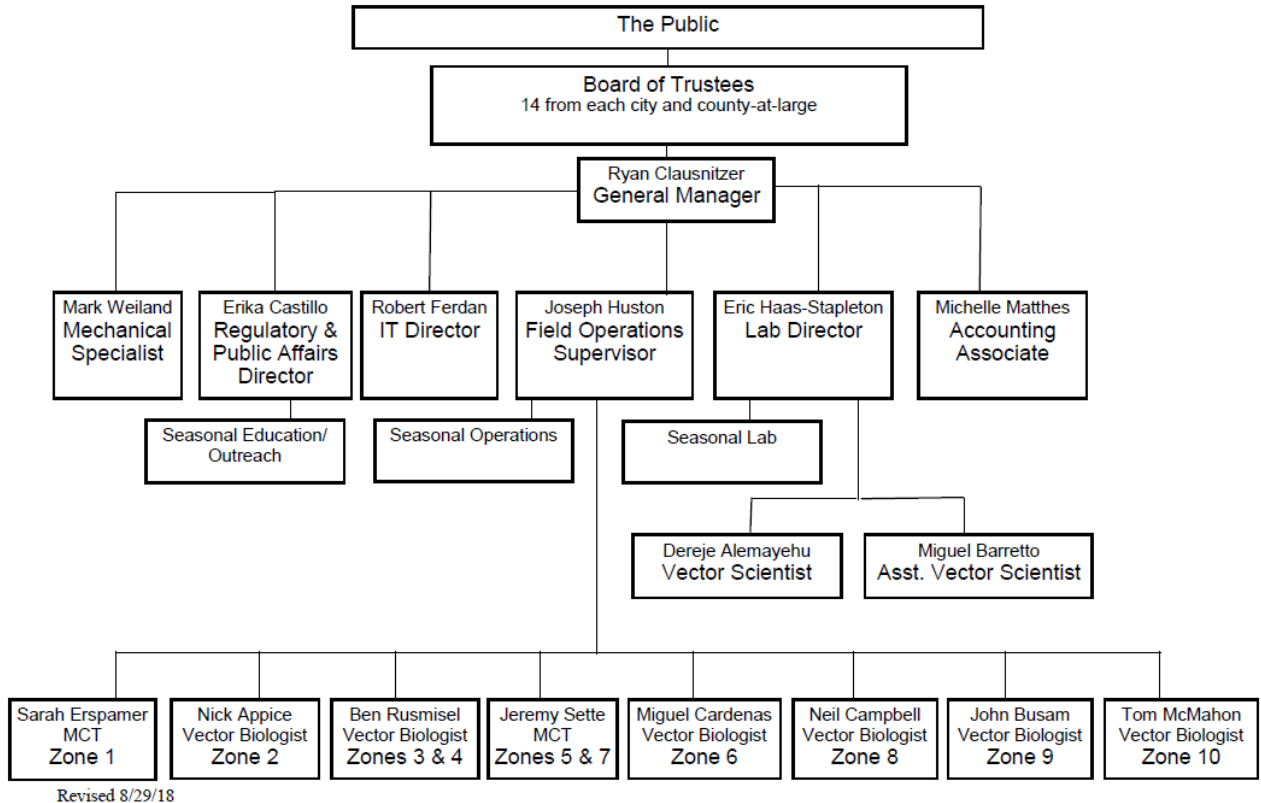 The Public
Board of Trustees
14 from each city and county-at-large
Ryan Clausnitzer
General Manager
Mark Weiland
Mechanical
Specialist
Erika Castillo
Regulatory &
Public Affairs
Director
Robert Ferdan
IT Director
Joseph Huston
Field Operations
Supervisor
Eric Haas-Stapleton
Lab Director
Michelle Matthes
Accounting
Associate
Seasonal Education/
Outreach
Seasonal Operations
Seasonal Lab
Dereje Alemayehu
Vector Scientist
Miguel Barretto
Asst. Vector Scientist
Sarah Erspamer
MCT
Zone 1
Nick Appice
Vector Biologist
Zone 2
Ben Rusmisel
Vector Biologist
Zones 3 & 4
Jeremy Sette
MCT
Zones 5 & 7
Miguel Cardenas
Vector Biologist
Zone 6
Neil Campbell
Vector Biologist
Zone 8
John Busam
Vector Biologist
Zone 9
Tom McMahon
Vector Biologist
Zone 10
Revised 8/29/18